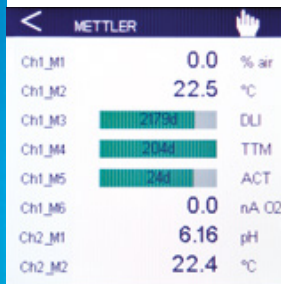 < METTLER
Ch1_M1 0.0 % air
Ch1_M2 22.5 °C
Ch1_M3 2179d DLI
Ch1_M4 204d TTM
Ch1_M5 24d ACT
Ch1_M6 0.0 nA O2
Ch2_M1 6.16 pH
Ch2_M2 22.4 °C